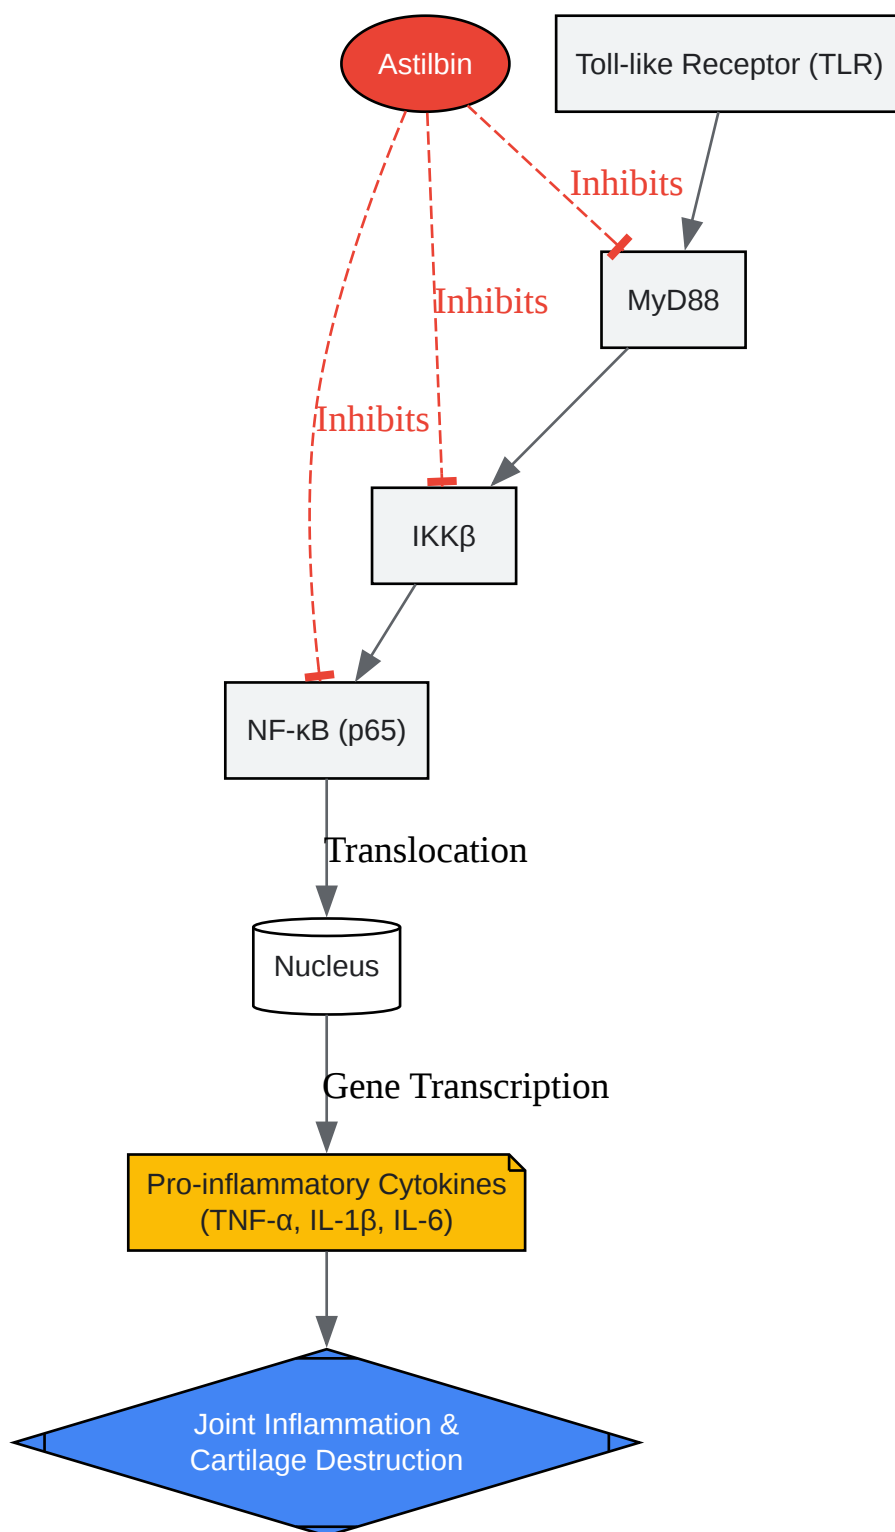 Astilbin
Toll-like Receptor (TLR)
Inhibits
MyD88
Inhibits
Inhibits
IKKβ
NF-κB (p65)
Translocation
Nucleus
Gene Transcription
Pro-inflammatory Cytokines
(TNF-α, IL-1β, IL-6)
Joint Inflammation &
Cartilage Destruction